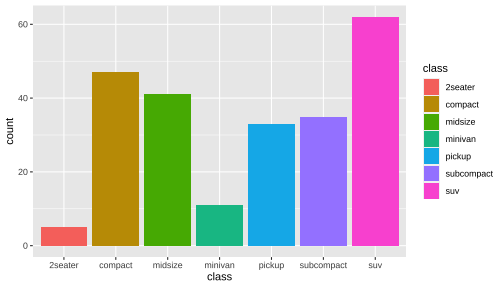 60
40
20
0
count
2seater compact midsize minivan pickup subcompact suv
class
class
2seater
compact
midsize
minivan
pickup
subcompact
suv